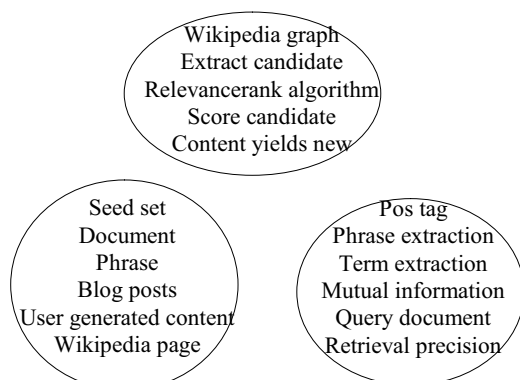 Wikipedia graph
Extract candidate
Relevancerank algorithm
Score candidate
Content yields new
Seed set
Document
Phrase
Blog posts
User generated content
Wikipedia page
Pos tag
Phrase extraction
Term extraction
Mutual information
Query document
Retrieval precision